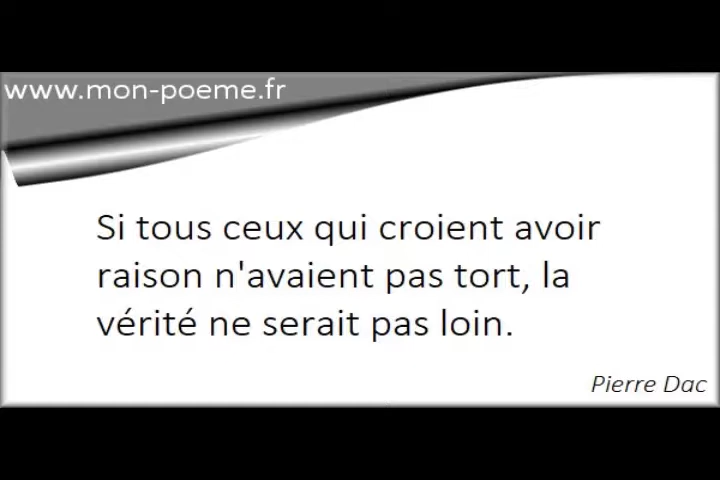 www.mon-poeme.fr
Si tous ceux qui croient avoir
raison n'avaient pas tort, la
vérité ne serait pas loin.
Pierre Dac